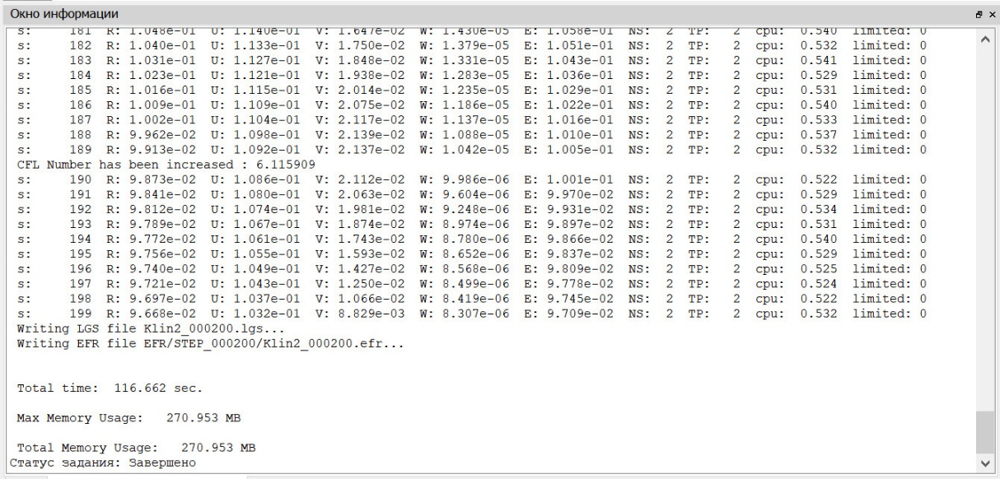 Окно информации
s: 181 R: 1.048e-01 U: 1.140e-01 V: 1.647e-02 W: 1.430e-05 E: 1.058e-01 NS: 2 TP: 2 cpu: 0.540 limited: 0
s: 182 R: 1.040e-01 U: 1.133e-01 V: 1.750e-02 W: 1.379e-05 E: 1.051e-01 NS: 2 TP: 2 cpu: 0.532 limited: 0
s: 183 R: 1.031e-01 U: 1.127e-01 V: 1.848e-02 W: 1.331e-05 E: 1.043e-01 NS: 2 TP: 2 cpu: 0.541 limited: 0
s: 184 R: 1.023e-01 U: 1.121e-01 V: 1.938e-02 W: 1.283e-05 E: 1.036e-01 NS: 2 TP: 2 cpu: 0.529 limited: 0
s: 185 R: 1.016e-01 U: 1.115e-01 V: 2.014e-02 W: 1.235e-05 E: 1.029e-01 NS: 2 TP: 2 cpu: 0.531 limited: 0
s: 186 R: 1.009e-01 U: 1.109e-01 V: 2.075e-02 W: 1.186e-05 E: 1.022e-01 NS: 2 TP: 2 cpu: 0.540 limited: 0
s: 187 R: 1.002e-01 U: 1.104e-01 V: 2.117e-02 W: 1.137e-05 E: 1.016e-01 NS: 2 TP: 2 cpu: 0.533 limited: 0
s: 188 R: 9.962e-02 U: 1.098e-01 V: 2.139e-02 W: 1.088e-05 E: 1.010e-01 NS: 2 TP: 2 cpu: 0.537 limited: 0
s: 189 R: 9.913e-02 U: 1.092e-01 V: 2.137e-02 W: 1.042e-05 E: 1.005e-01 NS: 2 TP: 2 cpu: 0.532 limited: 0
CFL Number has been increased : 6.115909
s: 190 R: 9.873e-02 U: 1.086e-01 V: 2.112e-02 W: 9.986e-06 E: 1.001e-01 NS: 2 TP: 2 cpu: 0.522 limited: 0
s: 191 R: 9.841e-02 U: 1.080e-01 V: 2.063e-02 W: 9.604e-06 E: 9.970e-02 NS: 2 TP: 2 cpu: 0.529 limited: 0
s: 192 R: 9.812e-02 U: 1.074e-01 V: 1.981e-02 W: 9.248e-06 E: 9.931e-02 NS: 2 TP: 2 cpu: 0.534 limited: 0
s: 193 R: 9.789e-02 U: 1.067e-01 V: 1.874e-02 W: 8.974e-06 E: 9.897e-02 NS: 2 TP: 2 cpu: 0.531 limited: 0
s: 194 R: 9.772e-02 U: 1.061e-01 V: 1.743e-02 W: 8.780e-06 E: 9.866e-02 NS: 2 TP: 2 cpu: 0.540 limited: 0
s: 195 R: 9.756e-02 U: 1.055e-01 V: 1.593e-02 W: 8.652e-06 E: 9.837e-02 NS: 2 TP: 2 cpu: 0.529 limited: 0
s: 196 R: 9.740e-02 U: 1.049e-01 V: 1.427e-02 W: 8.568e-06 E: 9.809e-02 NS: 2 TP: 2 cpu: 0.525 limited: 0
s: 197 R: 9.721e-02 U: 1.043e-01 V: 1.250e-02 W: 8.499e-06 E: 9.778e-02 NS: 2 TP: 2 cpu: 0.524 limited: 0
s: 198 R: 9.697e-02 U: 1.037e-01 V: 1.066e-02 W: 8.419e-06 E: 9.745e-02 NS: 2 TP: 2 cpu: 0.522 limited: 0
s: 199 R: 9.668e-02 U: 1.032e-01 V: 8.829e-03 W: 8.307e-06 E: 9.709e-02 NS: 2 TP: 2 cpu: 0.532 limited: 0
Writing LGS file Klin2_000200.lgs...
Writing EFR file EFR/STEP_000200/Klin2_000200.efr...
Total time: 116.662 sec.
Max Memory Usage: 270.953 MB
Total Memory Usage: 270.953 MB
Статус задания: Завершено